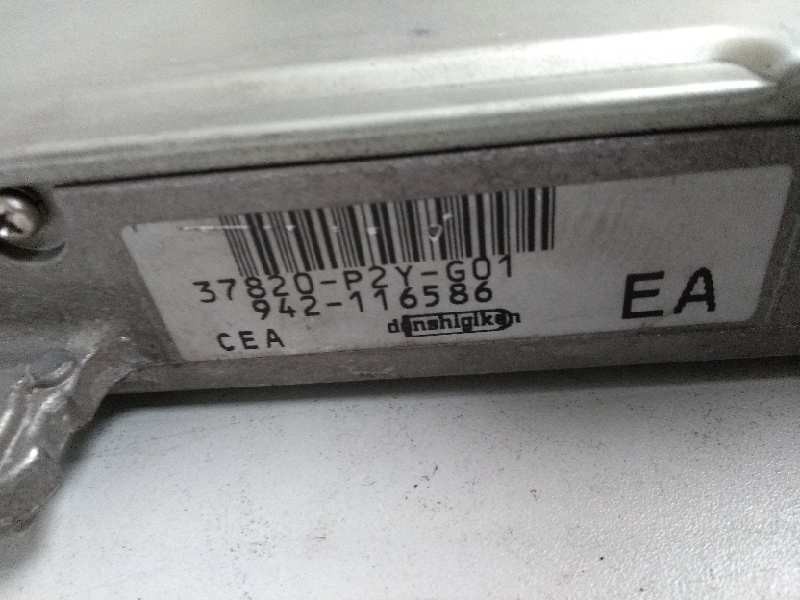 37820-P2Y-G01
942-116586
denshigiken
CEA
EA